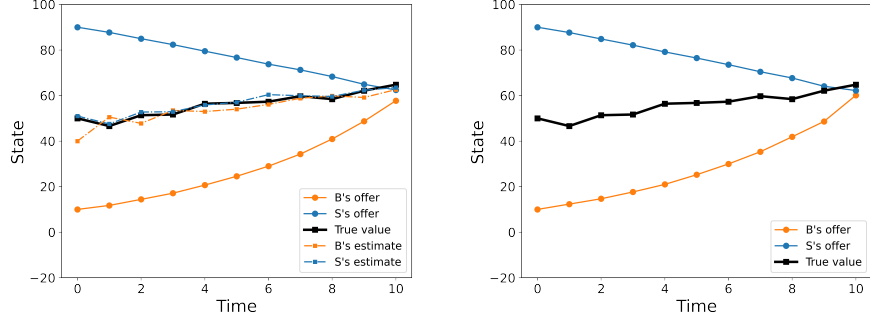 100
80
60
40
20
0
−20
State
0
2
4
6
8
10
Time
B's offer
S's offer
True value
B's estimate
S's estimate
100
80
60
40
20
0
−20
State
0
2
4
6
8
10
Time
B's offer
S's offer
True value